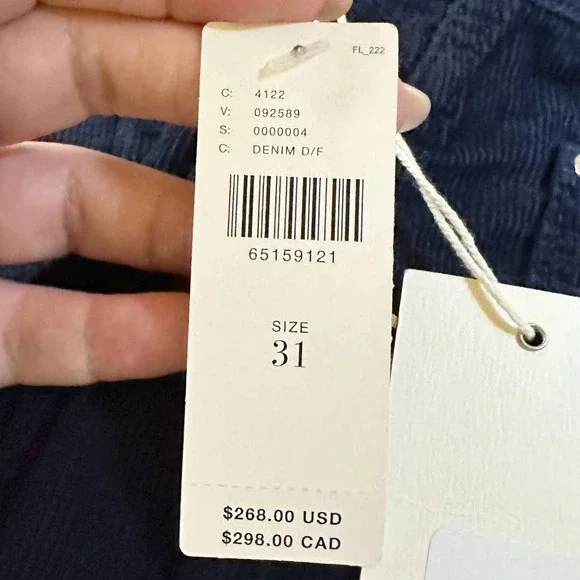 FL_222
C: 4122
V: 092589
S: 0000004
C: DENIM D/F
65159121
SIZE
31
$268.00 USD
$298.00 CAD